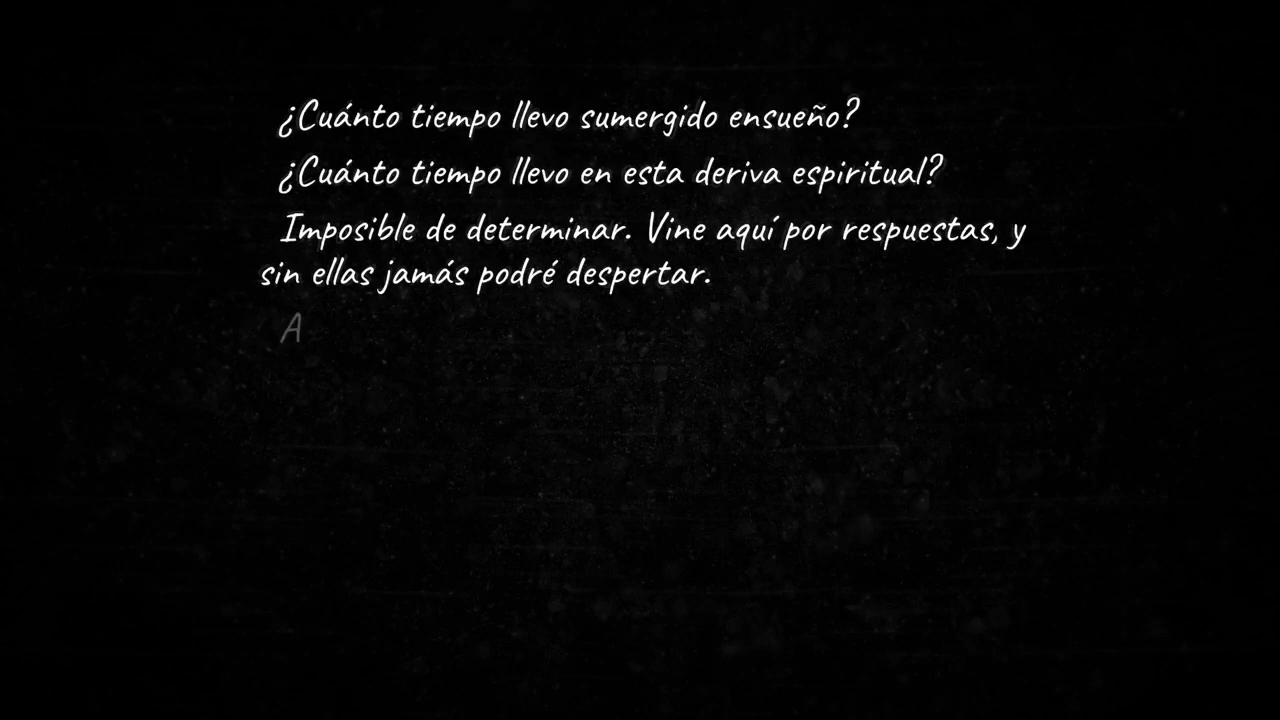 ¿Cuánto tiempo llevo sumergido ensueño?
¿Cuánto tiempo llevo en esta deriva espiritual?
Imposible de determinar. Vine aquí por respuestas, y
sin ellas jamás podré despertar.
A